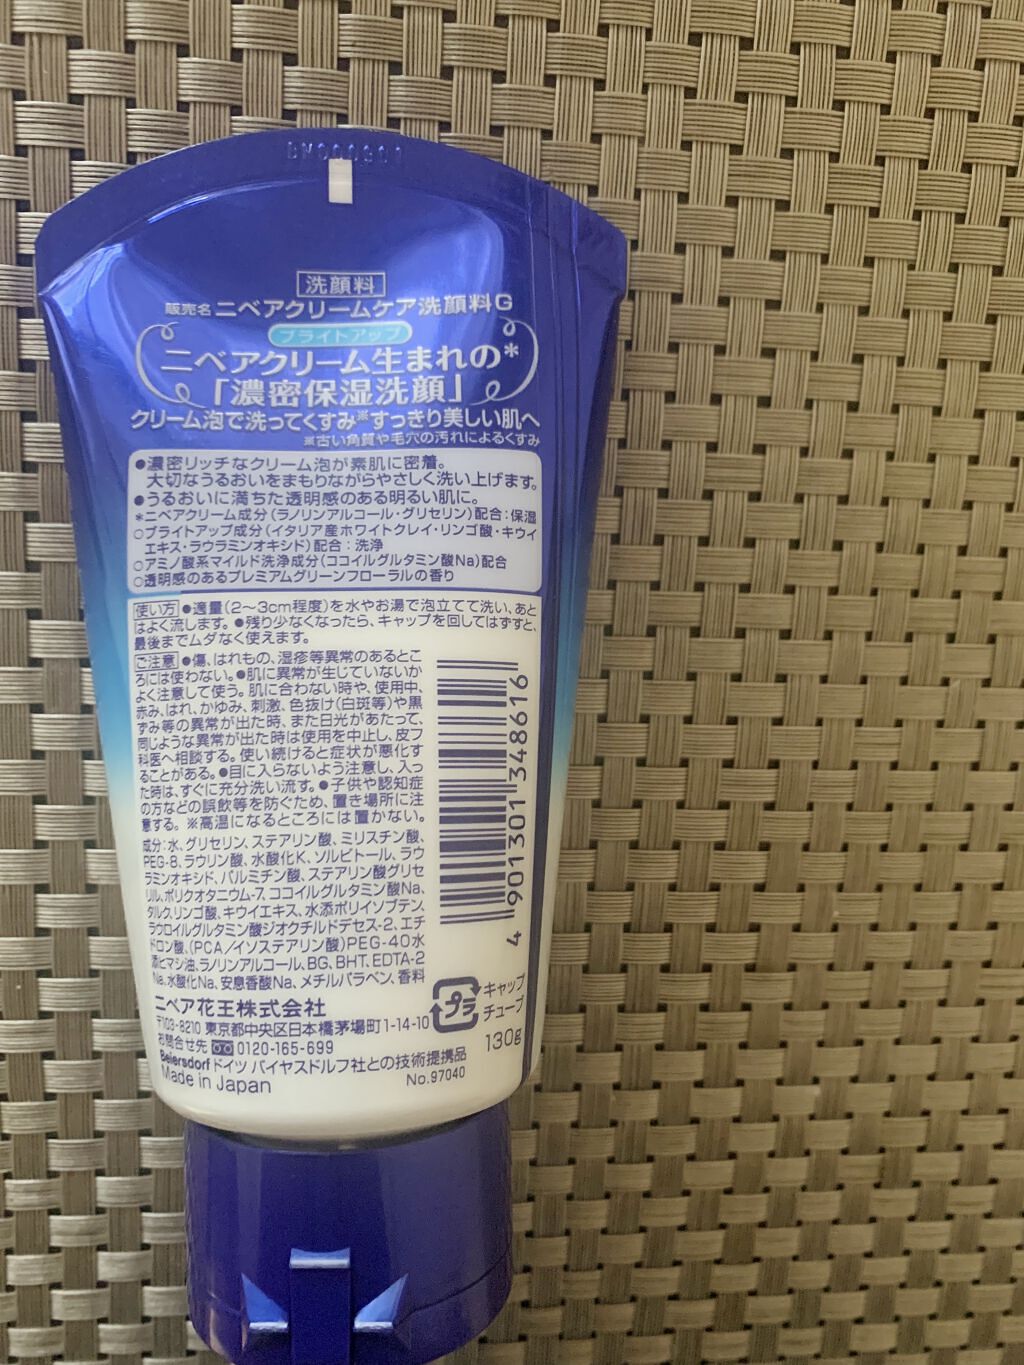 洗顔料
販売名 ニベアクリームケア洗顔料G
ブライトアップ
ニベアクリーム生まれの*
「濃密保湿洗顔」
クリーム泡で洗ってくすみ※すっきり美しい肌へ
※古い角質や毛穴の汚れによるくすみ
●濃密リッチなクリーム泡が素肌に密着。
大切なうるおいをまもりながらやさしく洗い上げます。
●うるおいに満ちた透明感のある明るい肌に。
*ニベアクリーム成分(ラノリンアルコール・グリセリン)配合:保湿
○ブライトアップ成分(イタリア産ホワイトクレイ・リンゴ酸・キウイ
エキス・ラウラミンオキシド)配合:洗浄
○アミノ酸系マイルド洗浄成分(ココイルグルタミン酸Na)配合
○透明感のあるプレミアムグリーンフローラルの香り
使い方 ●適量(2〜3cm程度)を水やお湯で泡立てて洗い、あと
はよく流します。●残り少なくなったら、キャップを回してはずすと、
最後までムダなく使えます。
ご注意 ●傷、はれもの、湿疹等異常のあるとこ
ろには使わない。●肌に異常が生じていないか
よく注意して使う。肌に合わない時や、使用中、
赤み、はれ、かゆみ、刺激、色抜け(白斑等)や黒
ずみ等の異常が出た時、また日光があたって、
同じような異常が出た時は使用を中止し、皮フ
科医へ相談する。使い続けると症状が悪化す
ることがある。●目に入らないよう注意し、入っ
た時は、すぐに充分洗い流す。●子供や認知症
の方などの誤飲等を防ぐため、置き場所に注
意する。※高温になるところには置かない。
成分:水、グリセリン、ステアリン酸、ミリスチン酸、
PEG-8、ラウリン酸、水酸化K、ソルビトール、ラウ
ラミンオキシド、パルミチン酸、ステアリン酸グリセ
リル、ポリクオタニウム-7、ココイルグルタミン酸Na、
タルク、リンゴ酸、キウイエキス、水添ポリイソブテン、
ラウロイルグルタミン酸ジオクチルドデセス-2、エチ
ドロン酸、(PCA/イソステアリン酸)PEG-40水
添ヒマシ油、ラノリンアルコール、BG、BHT、EDTA-2
Na、水酸化Na、安息香酸Na、メチルパラベン、香料
4 901301 348616
ニベア花王株式会社
〒103-8210 東京都中央区日本橋茅場町1-14-10
お問合せ先 0120-165-699
Beiersdorf ドイツ バイヤスドルフ社との技術提携品
Made in Japan
No.97040
プラ
キャップ
チューブ
130g